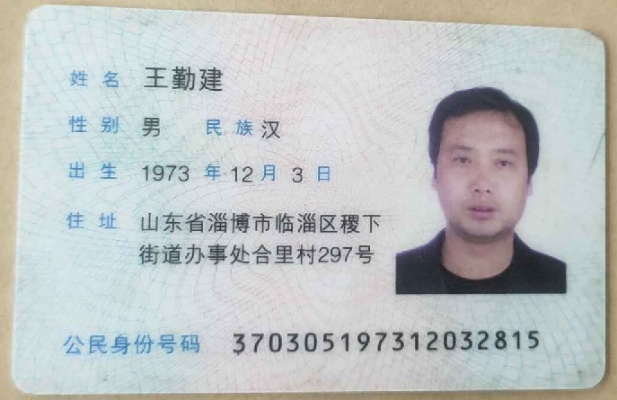 姓名 王勤建
性别 男 民族 汉
出生 1973 年 12 月 3 日
住址 山东省淄博市临淄区稷下
街道办事处合里村297号
公民身份号码 370305197312032815